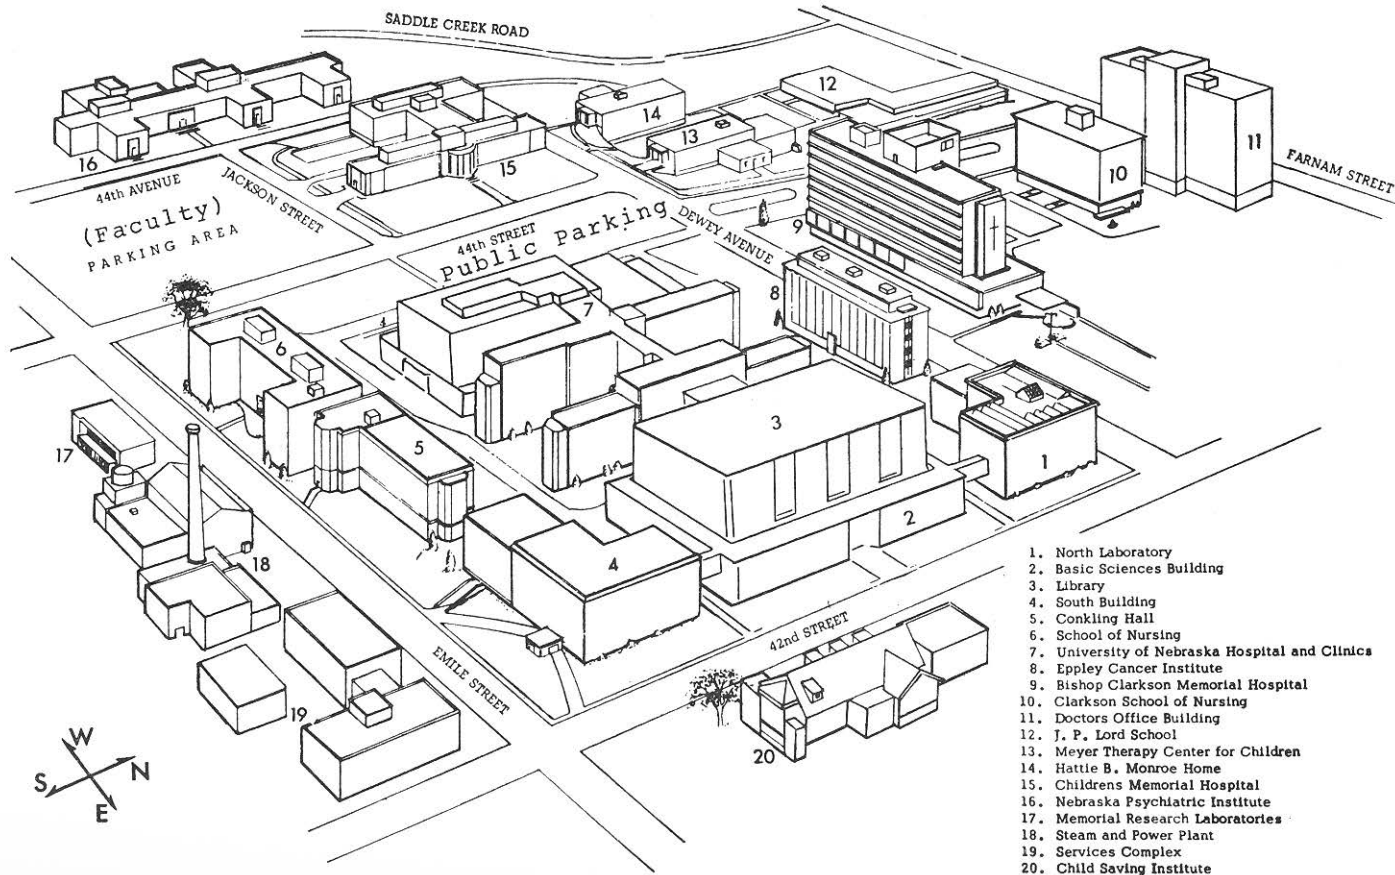 SADDLE CREEK ROAD
12
14
13
11
10
16
15
FARNAM STREET
44th AVENUE
JACKSON STREET
(Faculty)
PARKING AREA
44th STREET
Public Parking
DEWEY AVENUE
9
8
7
6
5
3
17
1
2
4
18
42nd STREET
EMILE STREET
19
20
W
N
S
E
1. North Laboratory
2. Basic Sciences Building
3. Library
4. South Building
5. Conkling Hall
6. School of Nursing
7. University of Nebraska Hospital and Clinics
8. Eppley Cancer Institute
9. Bishop Clarkson Memorial Hospital
10. Clarkson School of Nursing
11. Doctors Office Building
12. J. P. Lord School
13. Meyer Therapy Center for Children
14. Hattie B. Monroe Home
15. Childrens Memorial Hospital
16. Nebraska Psychiatric Institute
17. Memorial Research Laboratories
18. Steam and Power Plant
19. Services Complex
20. Child Saving Institute